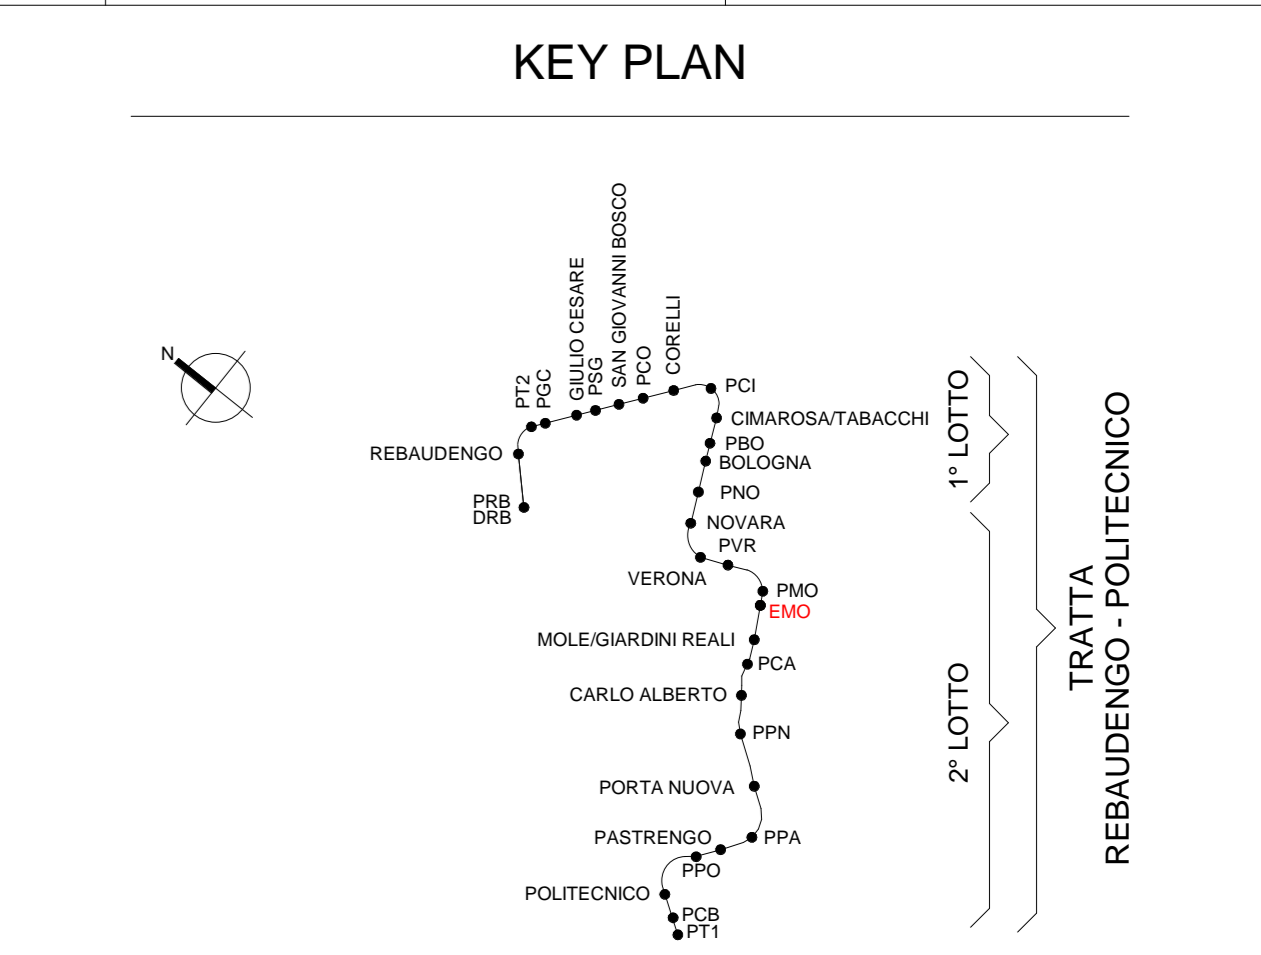 KEY PLAN
N
PT2
PGC
GIULIO CESARE
PSG
SAN GIOVANNI BOSCO
PCO
CORELLI
PCI
CIMAROSA/TABACCHI
PBO
BOLOGNA
PNO
NOVARA
PVR
VERONA
PMO
EMO
MOLE/GIARDINI REALI
PCA
CARLO ALBERTO
PPN
PORTA NUOVA
PASTRENGO
PPA
PPO
POLITECNICO
PCB
PT1
REBAUDENGO
PRB
DRB
1° LOTTO
2° LOTTO
TRATTA
REBAUDENGO - POLITECNICO